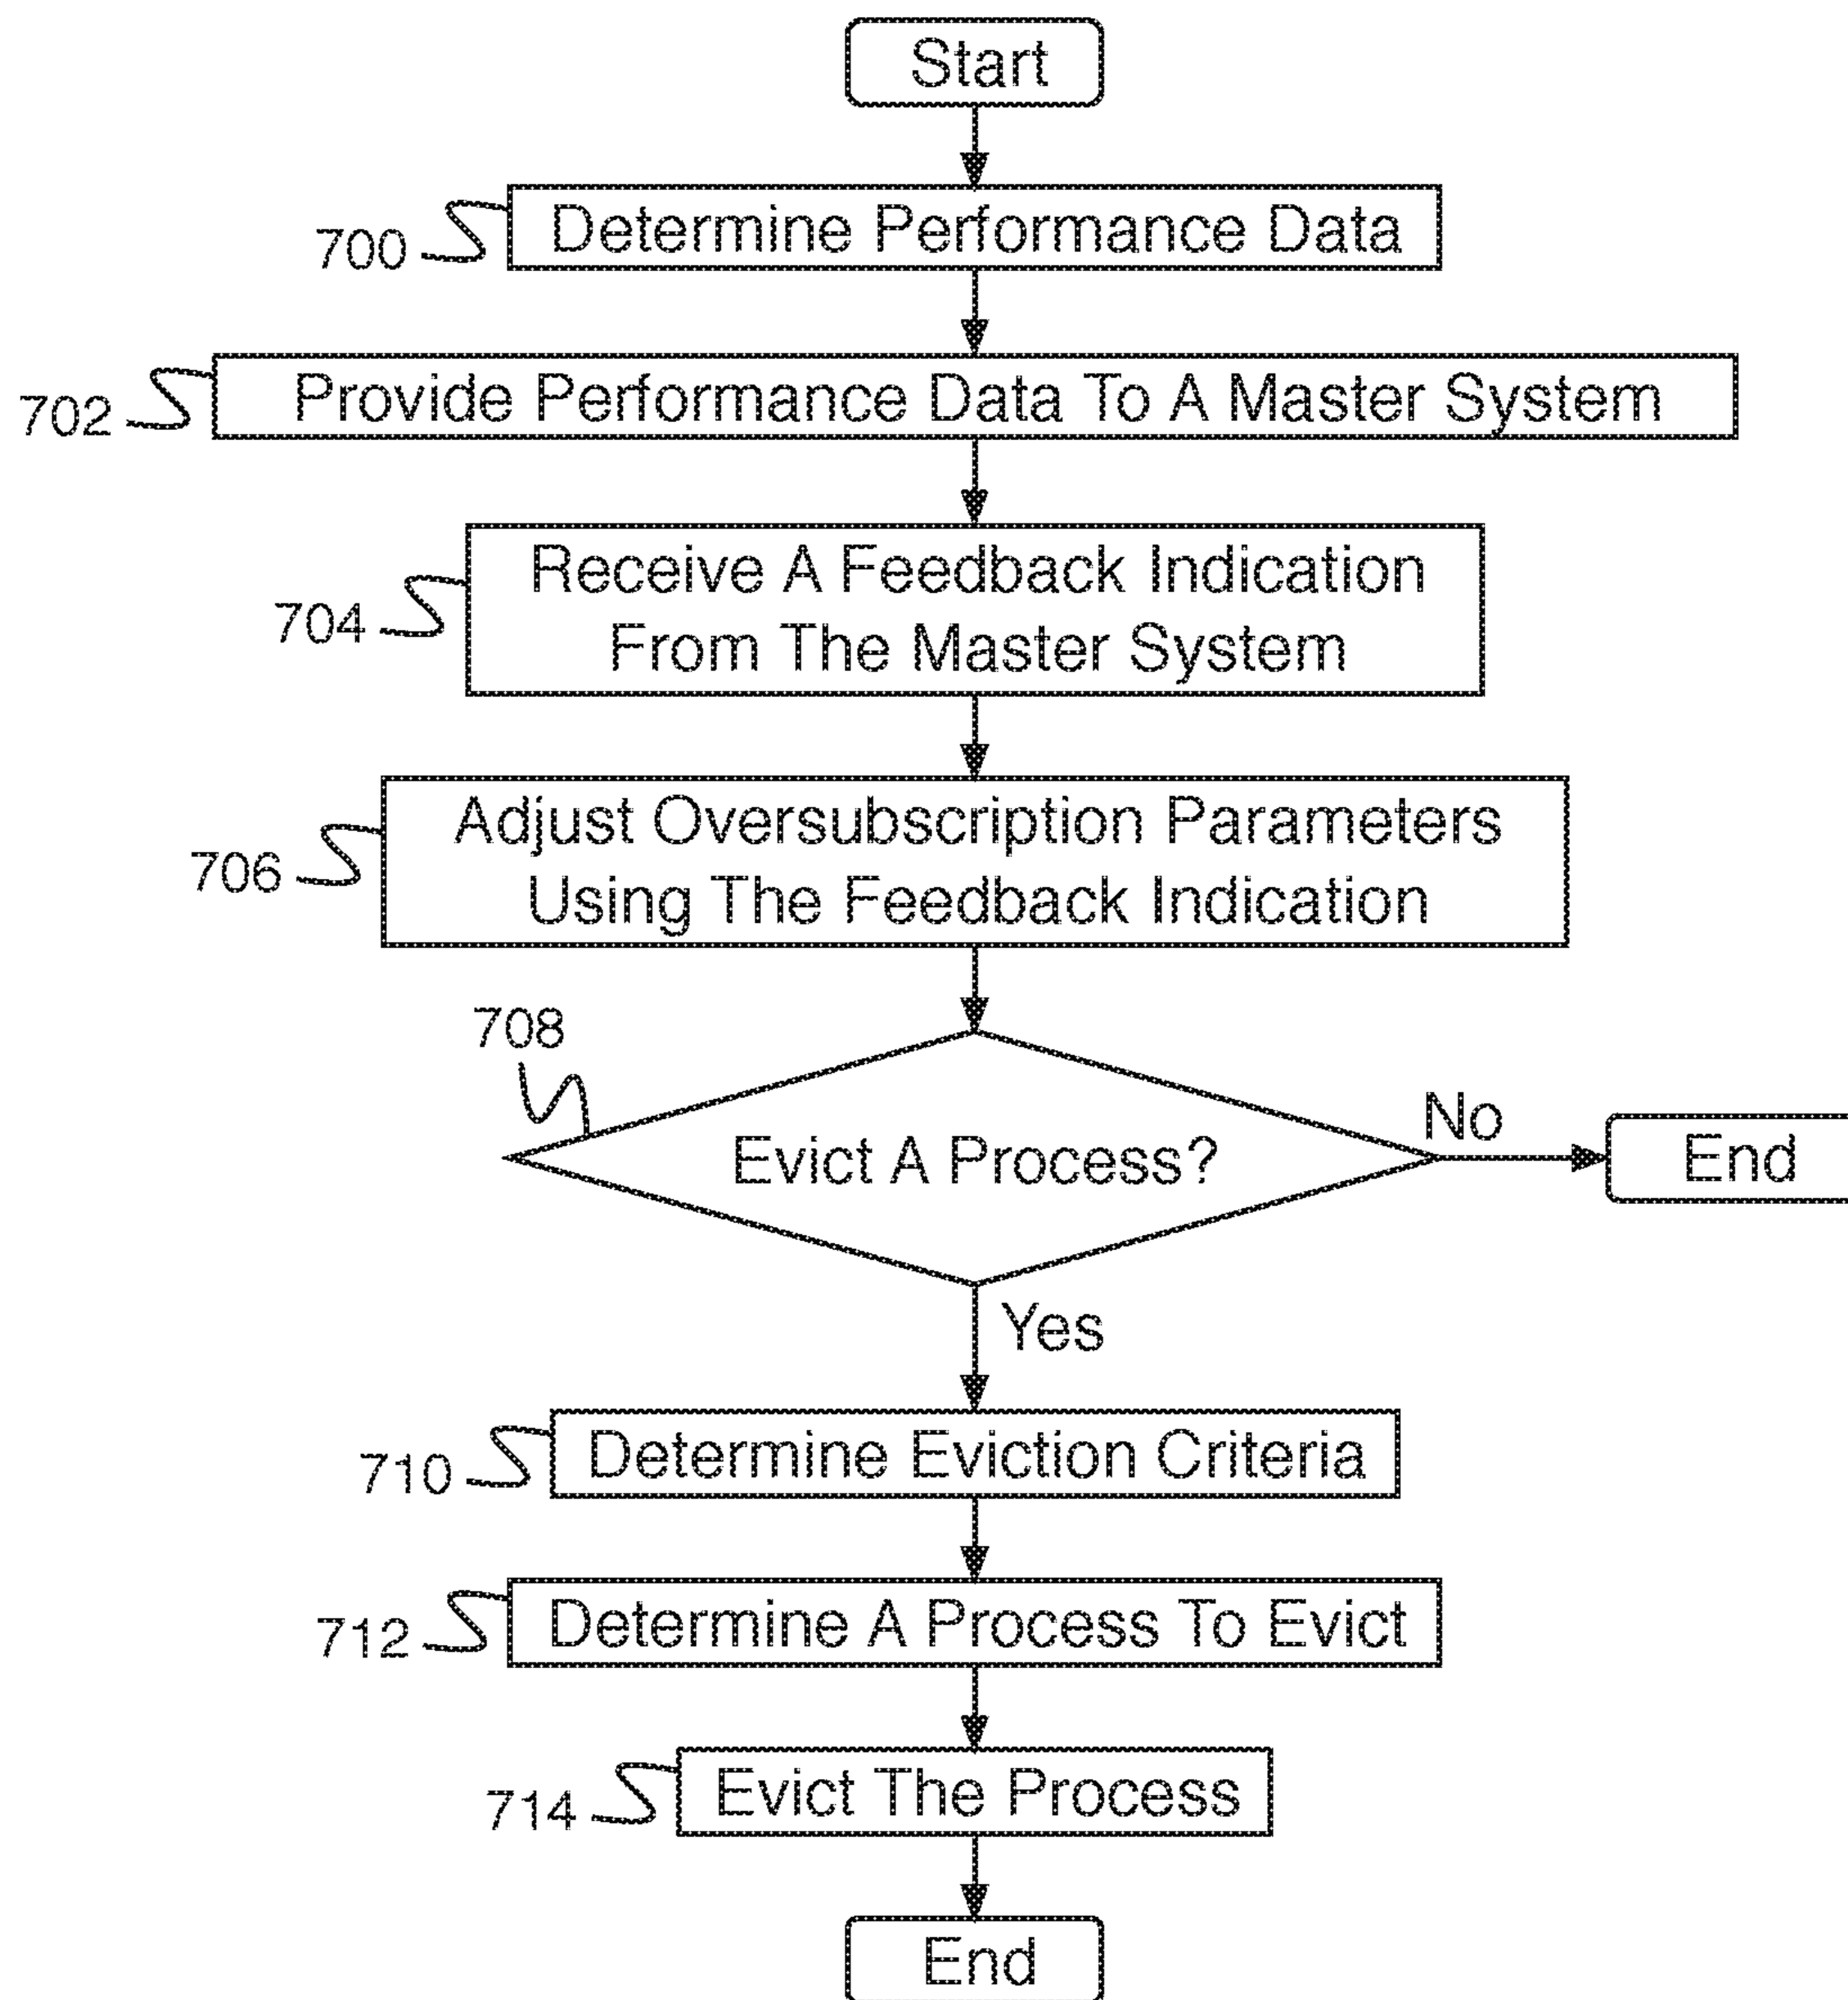 Start
700
Determine Performance Data
702
Provide Performance Data To A Master System
704
Receive A Feedback Indication
From The Master System
706
Adjust Oversubscription Parameters
Using The Feedback Indication
708
Evict A Process?
No
End
Yes
710
Determine Eviction Criteria
712
Determine A Process To Evict
714
Evict The Process
End